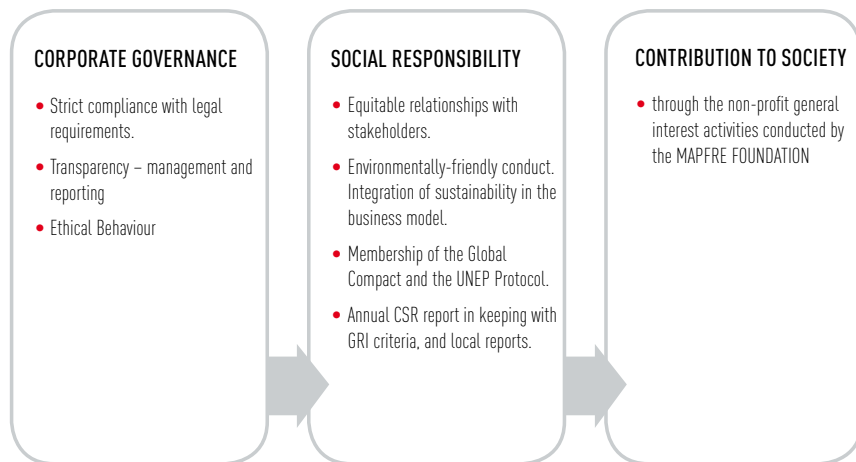 CORPORATE GOVERNANCE
• Strict compliance with legal
requirements.
• Transparency – management and
reporting
• Ethical Behaviour
SOCIAL RESPONSIBILITY
• Equitable relationships with
stakeholders.
• Environmentally-friendly conduct.
Integration of sustainability in the
business model.
• Membership of the Global
Compact and the UNEP Protocol.
• Annual CSR report in keeping with
GRI criteria, and local reports.
CONTRIBUTION TO SOCIETY
• through the non-profit general
interest activities conducted by
the MAPFRE FOUNDATION